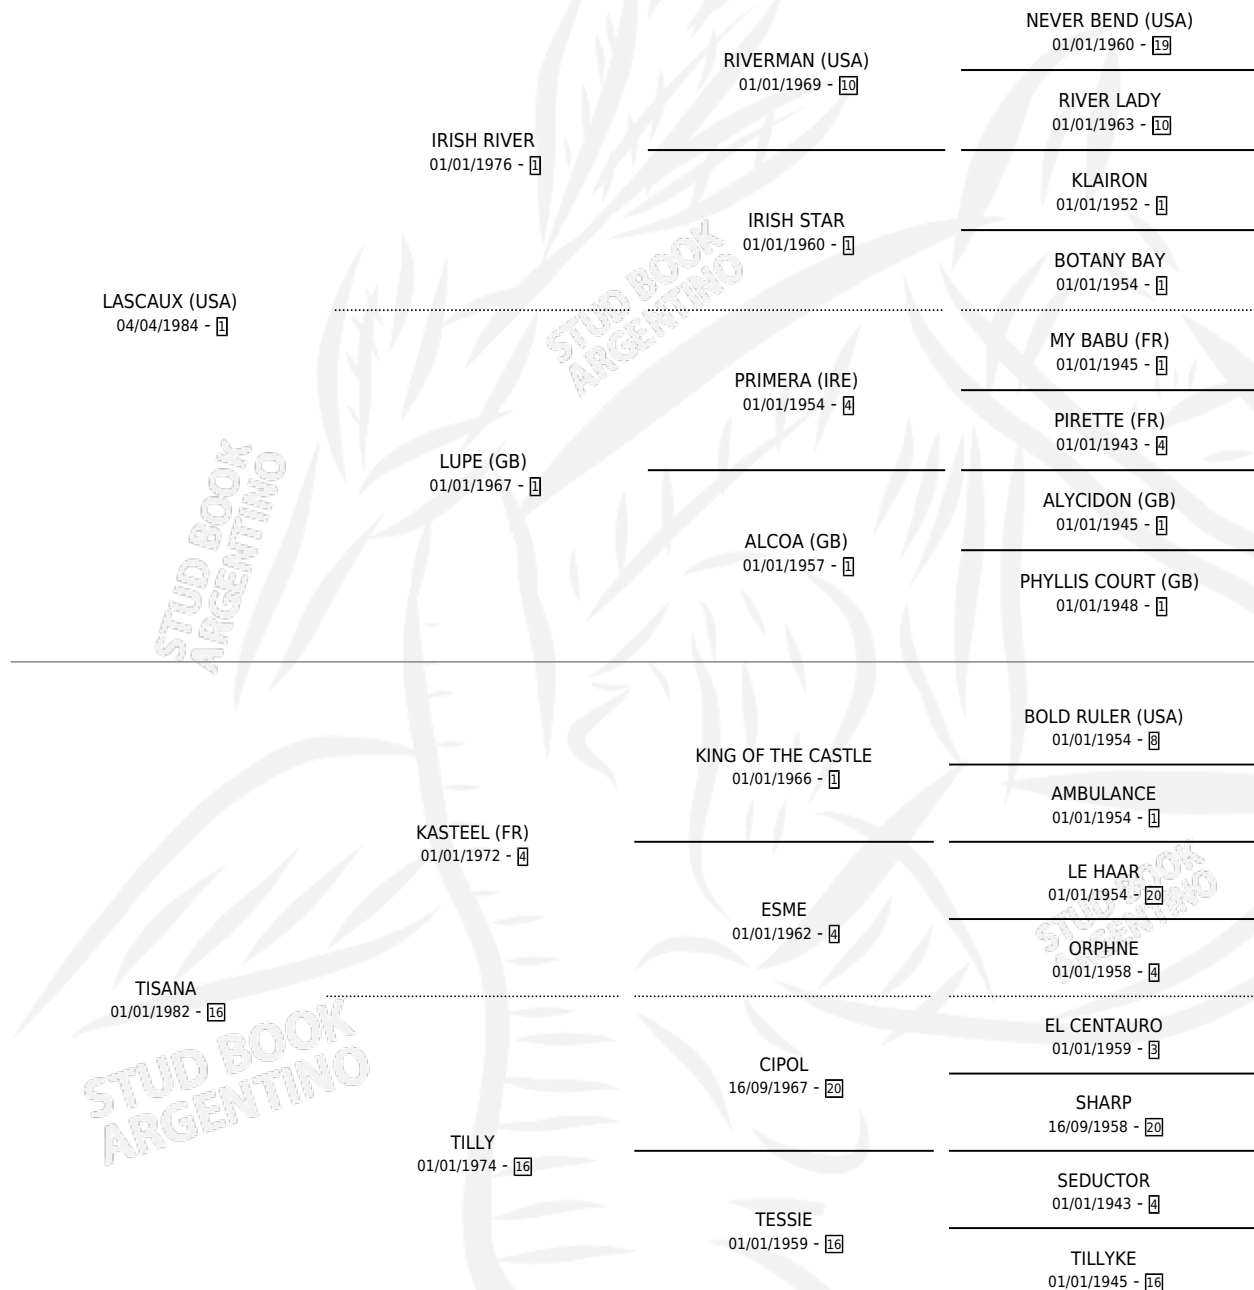 NEVER BEND (USA)
01/01/1960 - 19
RIVERMAN (USA)
01/01/1969 - 10
RIVER LADY
01/01/1963 - 10
IRISH RIVER
01/01/1976 - 1
KLAIRON
01/01/1952 - 1
IRISH STAR
01/01/1960 - 1
BOTANY BAY
01/01/1954 - 1
LASCAUX (USA)
04/04/1984 - 1
STUD BOOK
ARGENTINO
MY BABU (FR)
01/01/1945 - 1
PRIMERA (IRE)
01/01/1954 - 4
PIRETTE (FR)
01/01/1943 - 4
LUPE (GB)
01/01/1967 - 1
ALYCIDON (GB)
01/01/1945 - 1
ALCOA (GB)
01/01/1957 - 1
PHYLLIS COURT (GB)
01/01/1948 - 1
STUD BOOK
ARGENTINO
BOLD RULER (USA)
01/01/1954 - 8
KING OF THE CASTLE
01/01/1966 - 1
AMBULANCE
01/01/1954 - 1
KASTEEL (FR)
01/01/1972 - 4
LE HAAR
01/01/1954 - 20
STUD BOOK
ARGENTINO
ESME
01/01/1962 - 4
ORPHNE
01/01/1958 - 4
TISANA
01/01/1982 - 16
STUD BOOK
ARGENTINO
EL CENTAURO
01/01/1959 - 3
CIPOL
16/09/1967 - 20
SHARP
16/09/1958 - 20
TILLY
01/01/1974 - 16
SEDUCTOR
01/01/1943 - 4
TESSIE
01/01/1959 - 16
TILLYKE
01/01/1945 - 16